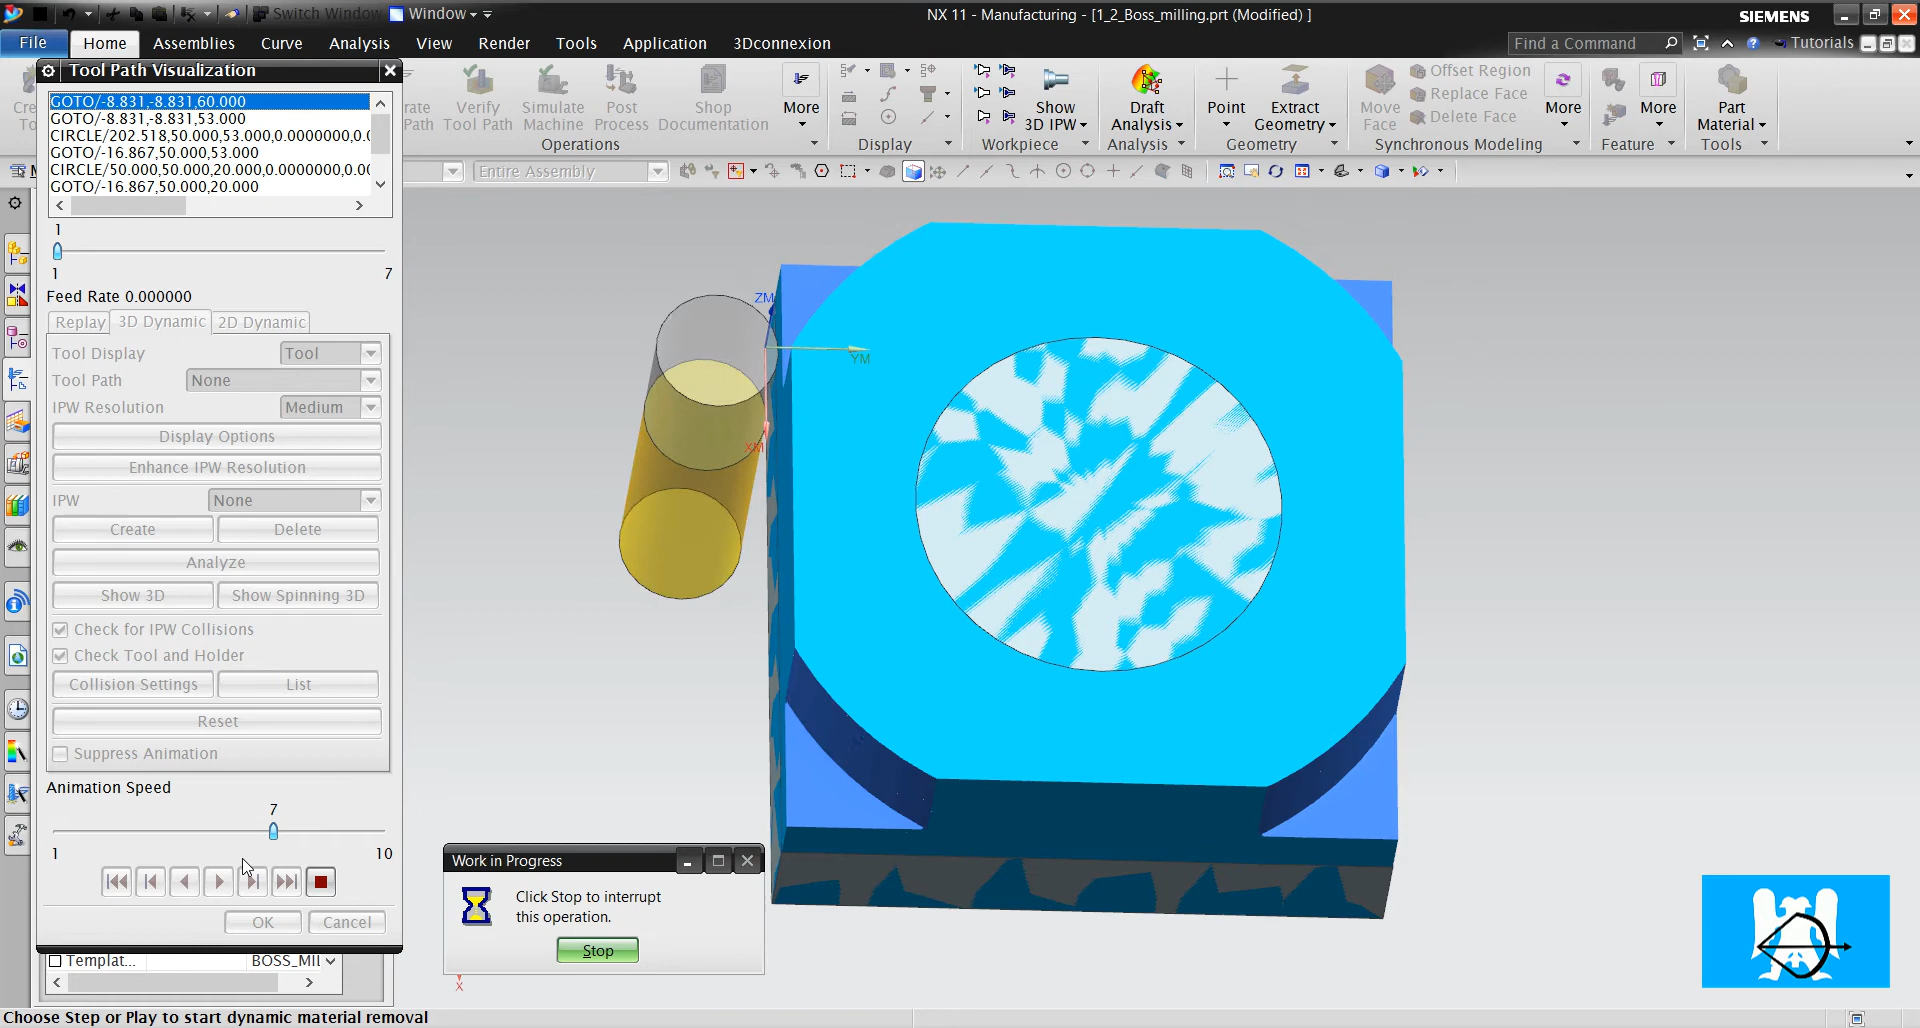 Switch Window Window
NX 11 - Manufacturing - [1_2_Boss_milling.prt (Modified) ]
SIEMENS
File Home Assemblies Curve Analysis View Render Tools Application 3Dconnexion
Find a Command
Tutorials
Tool Path Visualization
GOTO/-8.831,-8.831,60.000
GOTO/-8.831,-8.831,53.000
CIRCLE/202.518,50.000,53.000,0.0000000,0.0
GOTO/-16.867,50.000,53.000
CIRCLE/50.000,50.000,20.000,0.0000000,0.00
GOTO/-16.867,50.000,20.000
1
1 7
Feed Rate 0.000000
Replay 3D Dynamic 2D Dynamic
Tool Display Tool
Tool Path None
IPW Resolution Medium
Display Options
Enhance IPW Resolution
IPW None
Create Delete
Analyze
Show 3D Show Spinning 3D
Check for IPW Collisions
Check Tool and Holder
Collision Settings List
Reset
Suppress Animation
Animation Speed
7
1 10
OK Cancel
Templat... BOSS_MIL
Choose Step or Play to start dynamic material removal
Path
Verify Tool Path
Simulate Machine
Post Process
Shop Documentation
More
Operations
Display
Show 3D IPW
Workpiece
Draft Analysis
Analysis
Point
Extract Geometry
Geometry
Move Face
Offset Region
Replace Face
Delete Face
More
Synchronous Modeling
More
Feature
Part Material
Tools
Entire Assembly
ZM
YM
XM
Work in Progress
Click Stop to interrupt
this operation.
Stop
X